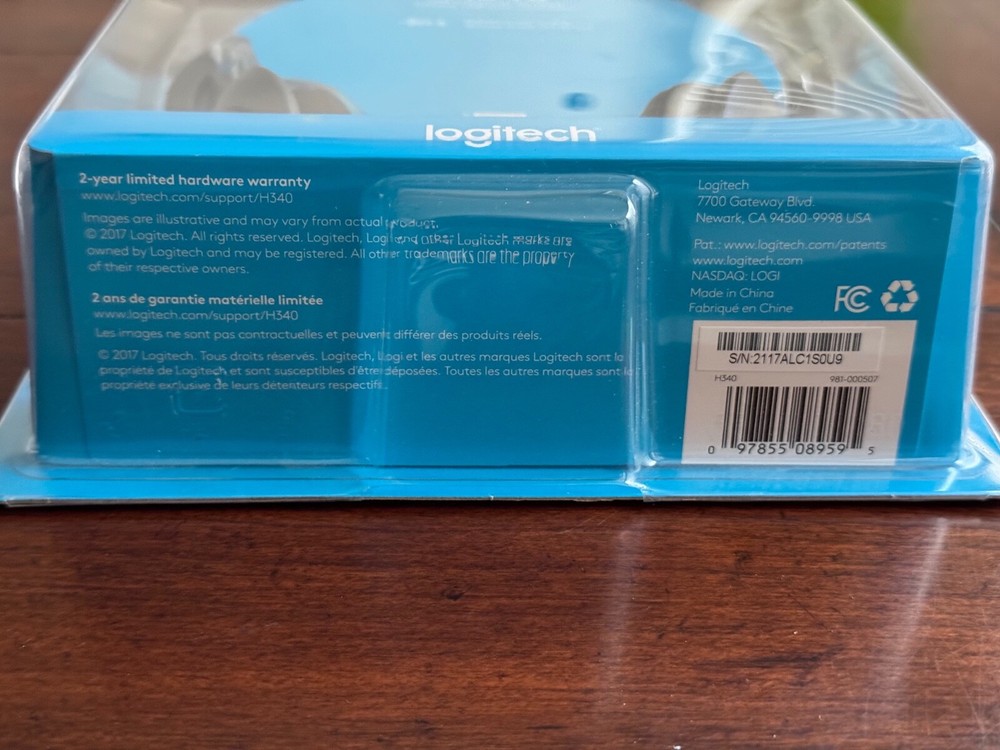 logitech
2-year limited hardware warranty
www.logitech.com/support/H340
Images are illustrative and may vary from actual product.
© 2017 Logitech. All rights reserved. Logitech, Logi and other Logitech marks are
owned by Logitech and may be registered. All other trademarks are the property
of their respective owners.
2 ans de garantie matérielle limitée
www.logitech.com/support/H340
Les images ne sont pas contractuelles et peuvent différer des produits réels.
© 2017 Logitech. Tous droits réservés. Logitech, Logi et les autres marques Logitech sont la
propriété de Logitech et sont susceptibles d'être déposées. Toutes les autres marques sont la
propriété exclusive de leurs détenteurs respectifs.
Logitech
7700 Gateway Blvd.
Newark, CA 94560-9998 USA
Pat.: www.logitech.com/patents
www.logitech.com
NASDAQ: LOGI
Made in China
Fabriqué en Chine
FC
S/N:2117ALC1S0U9
H340 981-000507
0 97855 08959 5